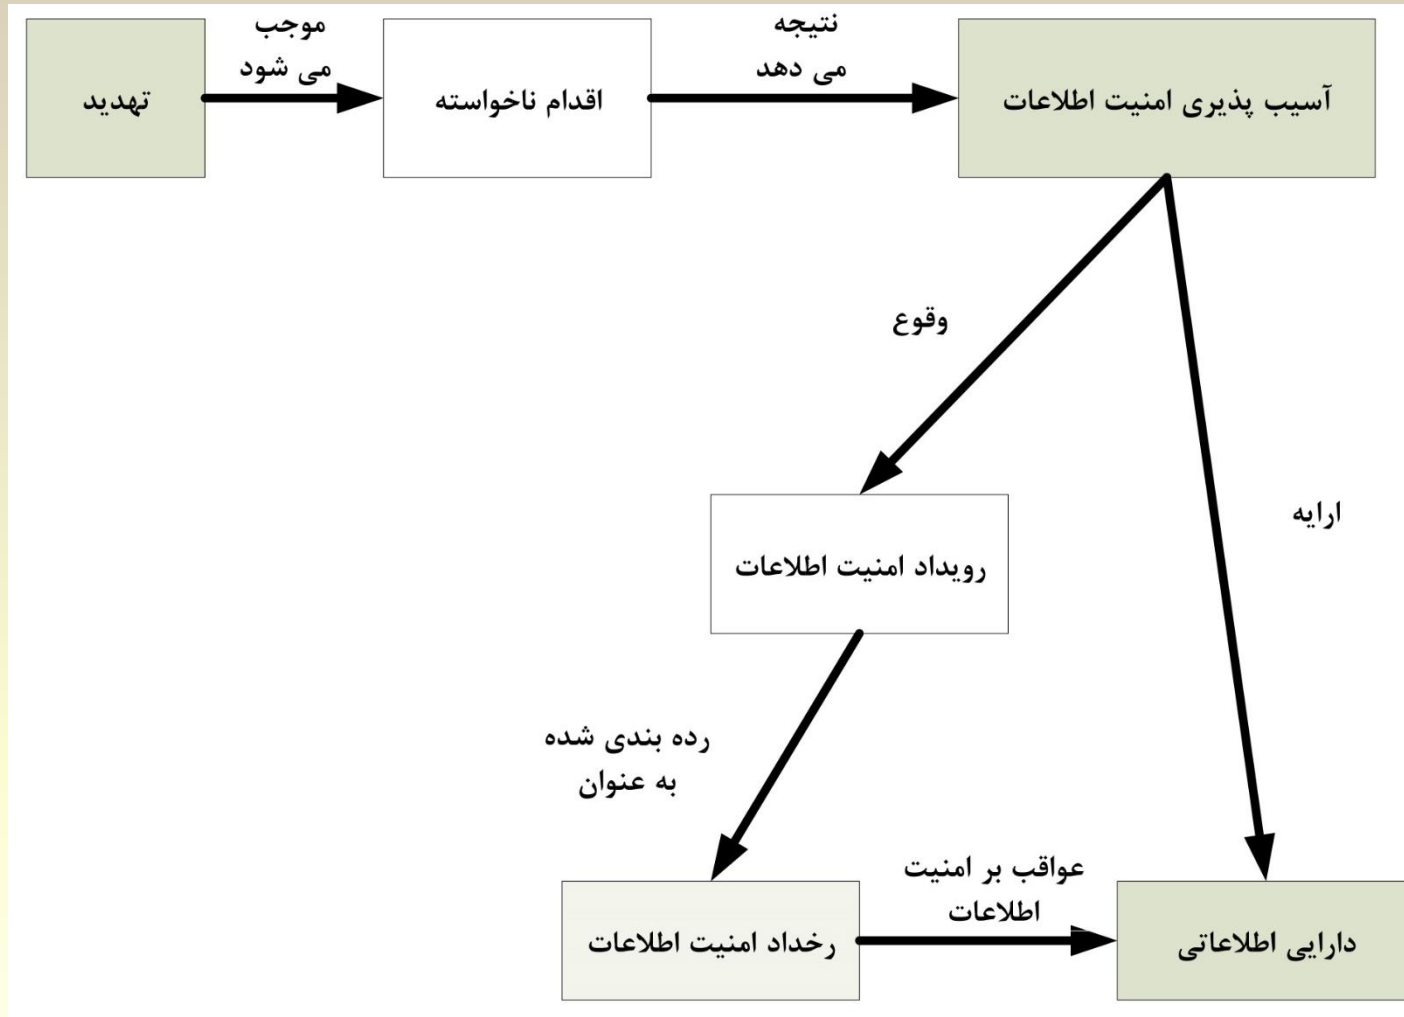 موجب
می شود
نتیجه
می دهد
تهدید
اقدام ناخواسته
آسیب پذیری امنیت اطلاعات
وقوع
ارایه
رویداد امنیت اطلاعات
رده بندی شده
به عنوان
عواقب بر امنیت
اطلاعات
رخداد امنیت اطلاعات
دارایی اطلاعاتی